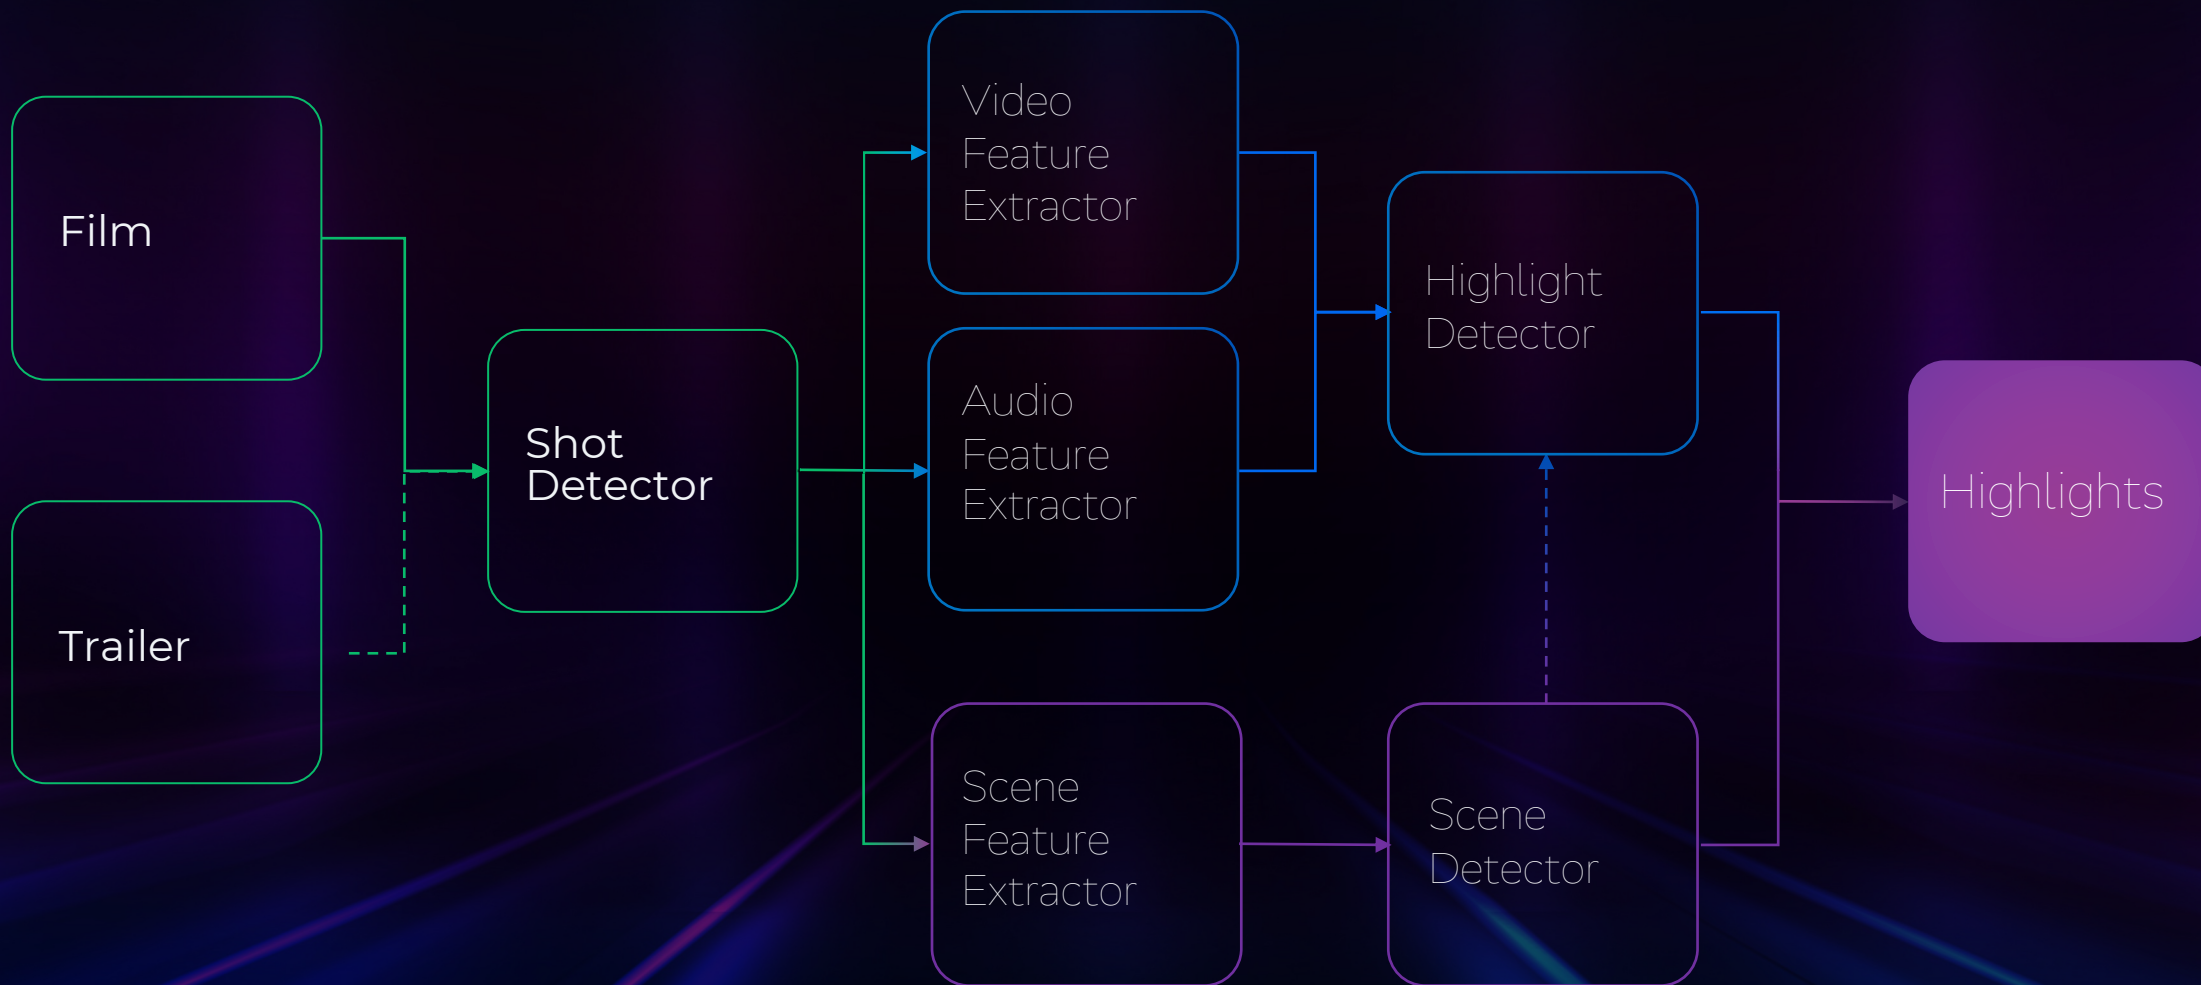 Film
Trailer
Shot
Detector
Video
Feature
Extractor
Audio
Feature
Extractor
Scene
Feature
Extractor
Highlight
Detector
Scene
Detector
Highlights